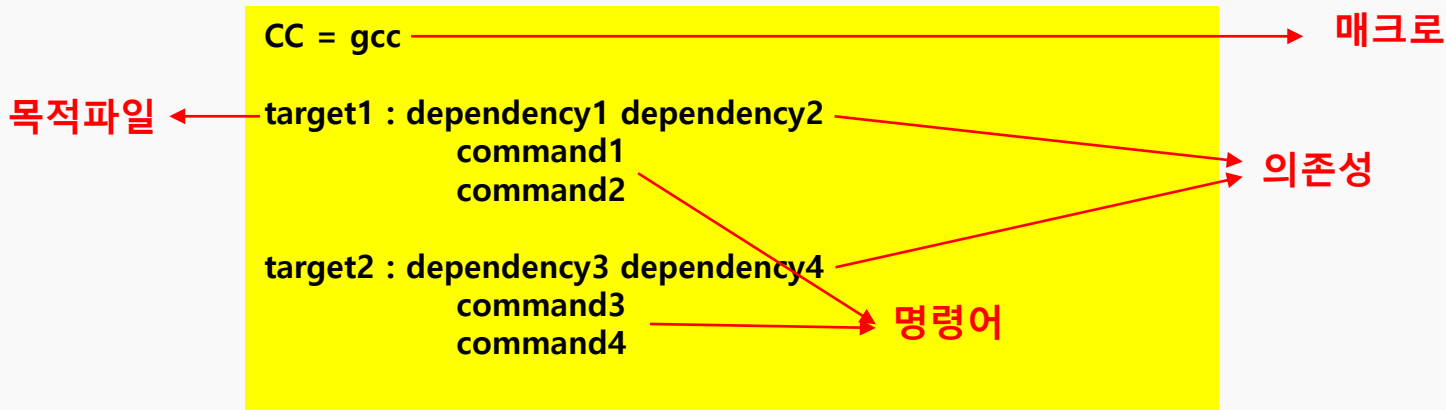 CC = gcc
매크로
목적파일
target1 : dependency1 dependency2
command1
의존성
command2
target2 : dependency3 dependency4
command3
명령어
command4